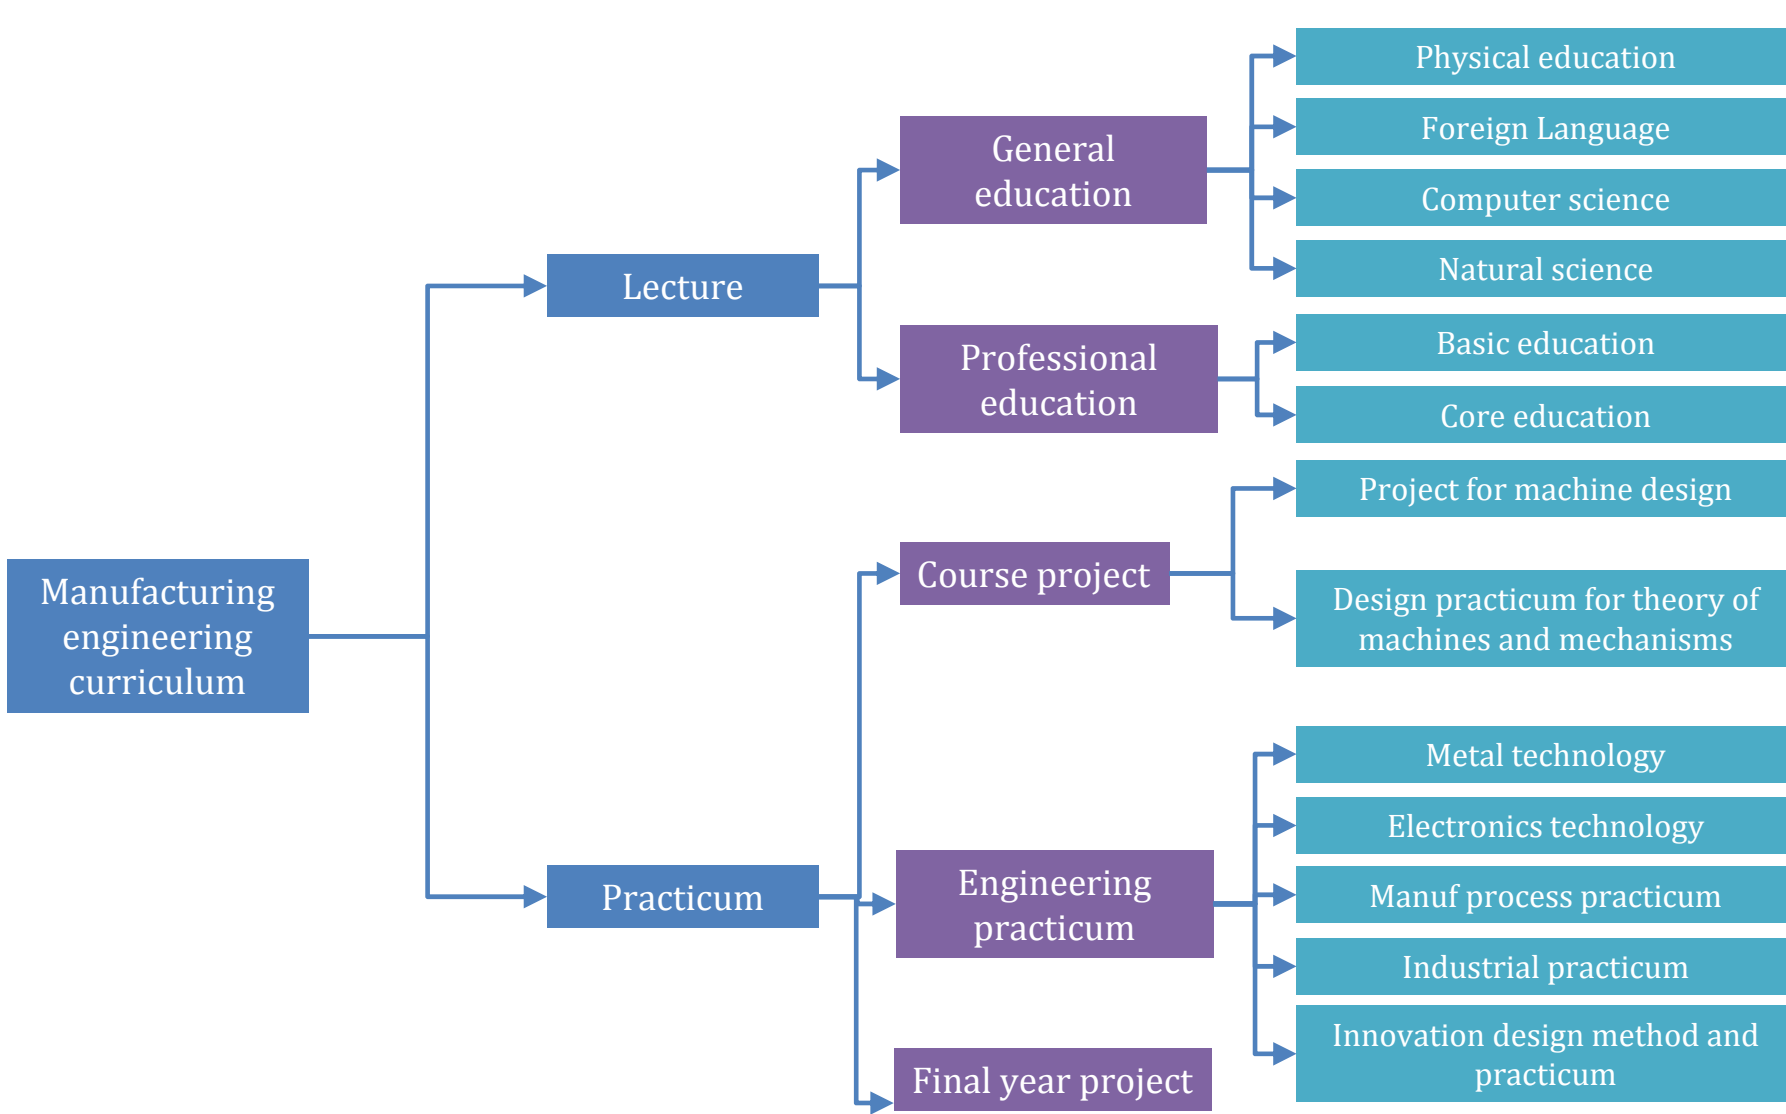 Manufacturing
engineering
curriculum
Lecture
Practicum
General
education
Professional
education
Course project
Engineering
practicum
Final year project
Physical education
Foreign Language
Computer science
Natural science
Basic education
Core education
Project for machine design
Design practicum for theory of
machines and mechanisms
Metal technology
Electronics technology
Manuf process practicum
Industrial practicum
Innovation design method and
practicum